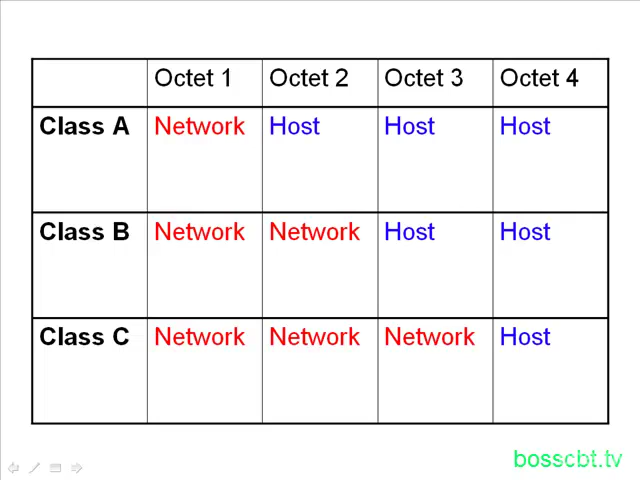 Octet 1 Octet 2 Octet 3 Octet 4
Class A Network Host Host Host
Class B Network Network Host Host
Class C Network Network Network Host
bosscbt.tv